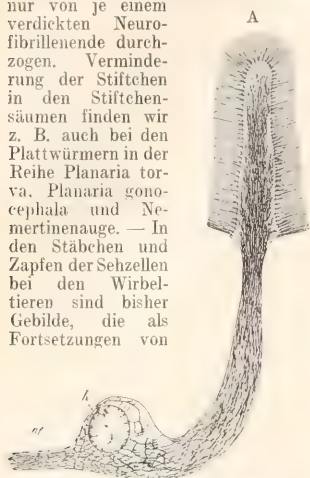 nur von je einem
verdickten Neuro-
fibrillenende durch-
zogen. Verminde-
rung der Stiftchen
in den Stiftchen-
säumen finden wir
z. B. auch bei den
Plattwürmern in der
Reihe Planaria tor-
va, Planaria gono-
cephala und Ne-
mertinenauge. — In
den Stäbchen und
Zapfen der Sehzellen
bei den Wirbel-
tieren sind bisher
Gebilde, die als
Fortsetzungen von
A
k